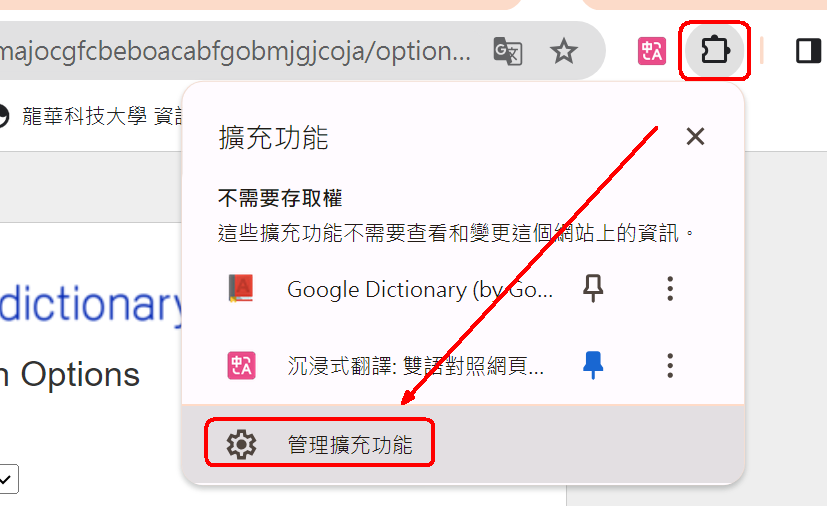 majocgfcbeboacabfgobmjgjcoja/option...
龍華科技大學 資
擴充功能
不需要存取權
這些擴充功能不需要查看和變更這個網站上的資訊。
dictionary
Google Dictionary (by Go...
n Options
沉浸式翻譯: 雙語對照網頁...
管理擴充功能